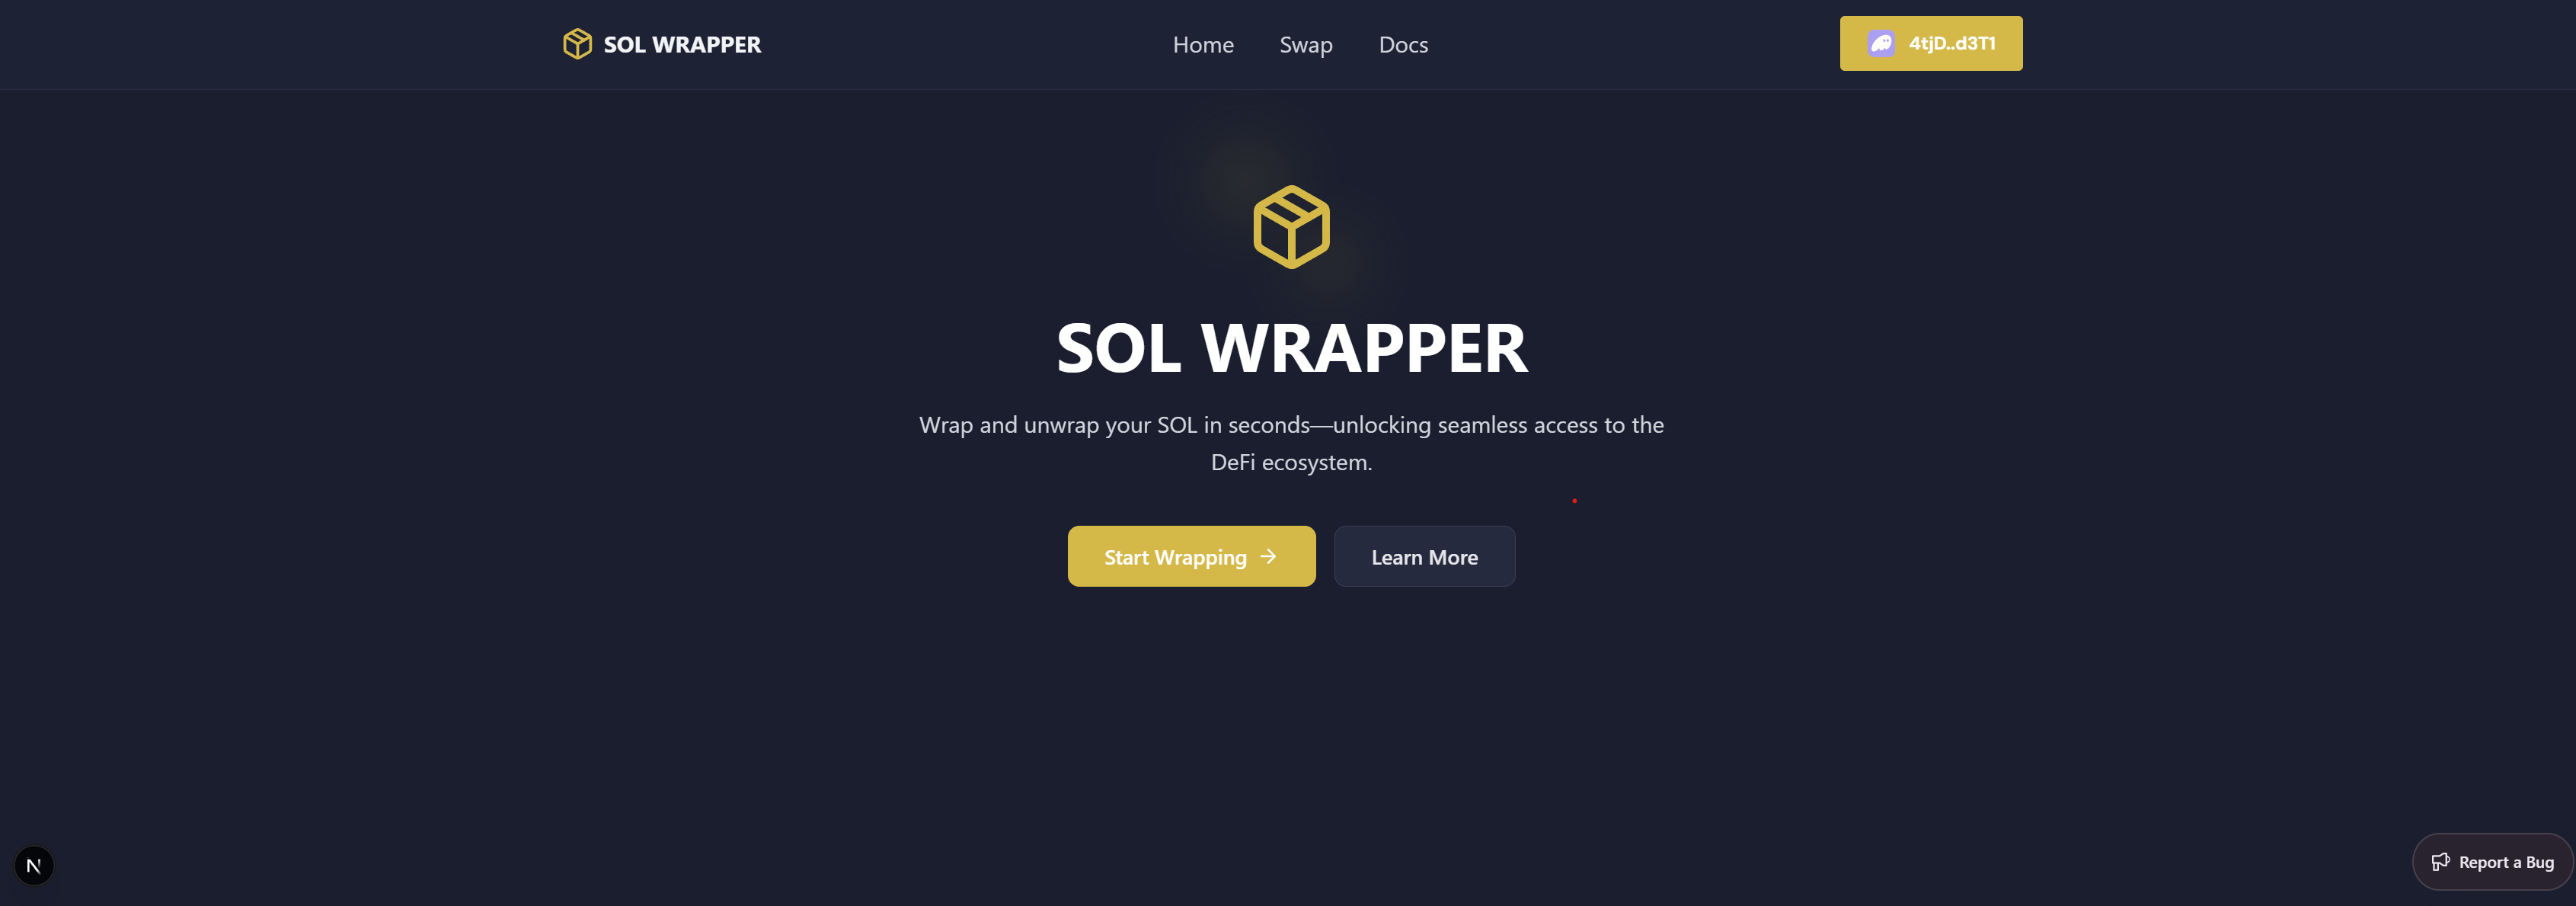 SOL WRAPPER
Home
Swap
Docs
4tjD..d3T1
SOL WRAPPER
Wrap and unwrap your SOL in seconds—unlocking seamless access to the
DeFi ecosystem.
Start Wrapping →
Learn More
N
Report a Bug